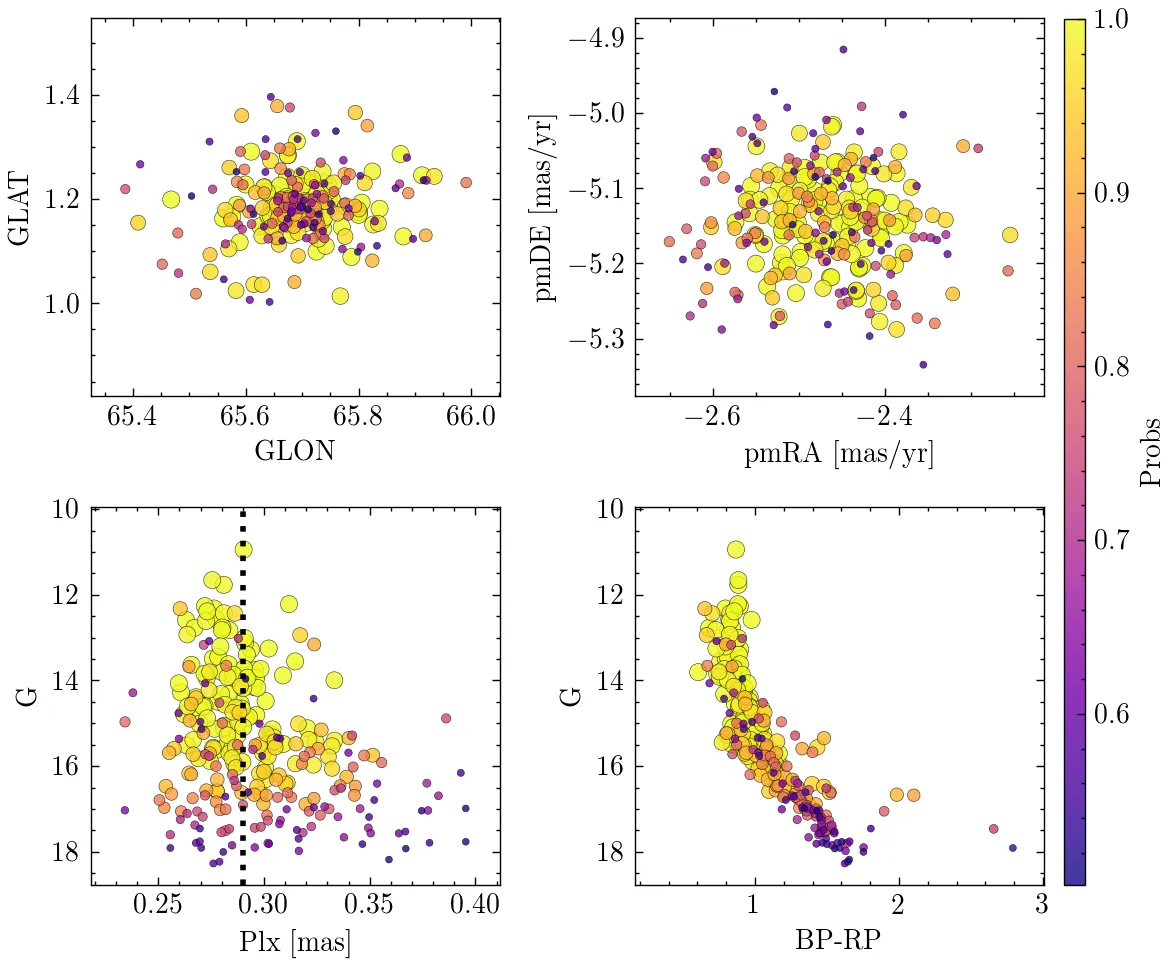 1.4
1.2
1.0
GLAT
65.4 65.6 65.8 66.0
GLON
−4.9
−5.0
−5.1
−5.2
−5.3
pmDE [mas/yr]
−2.6 −2.4
pmRA [mas/yr]
10
12
14
16
18
G
0.25 0.30 0.35 0.40
Plx [mas]
10
12
14
16
18
G
1 2 3
BP-RP
1.0
0.9
0.8
0.7
0.6
Probs